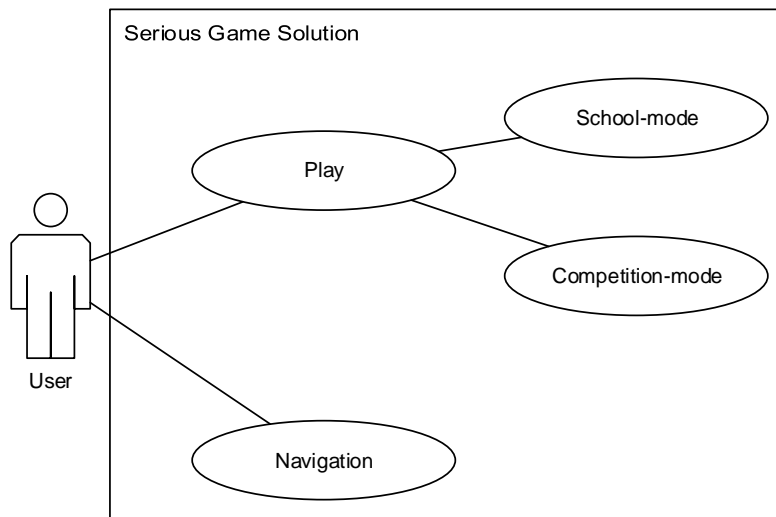 Serious Game Solution
School-mode
Play
Competition-mode
User
Navigation